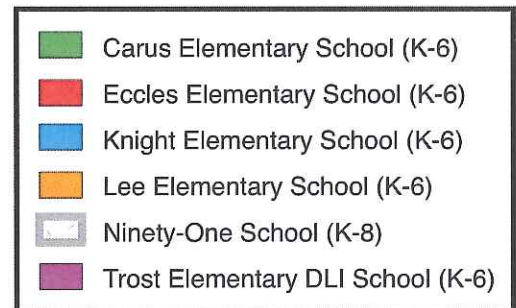 Carus Elementary School (K-6)
Eccles Elementary School (K-6)
Knight Elementary School (K-6)
Lee Elementary School (K-6)
Ninety-One School (K-8)
Trost Elementary DLI School (K-6)